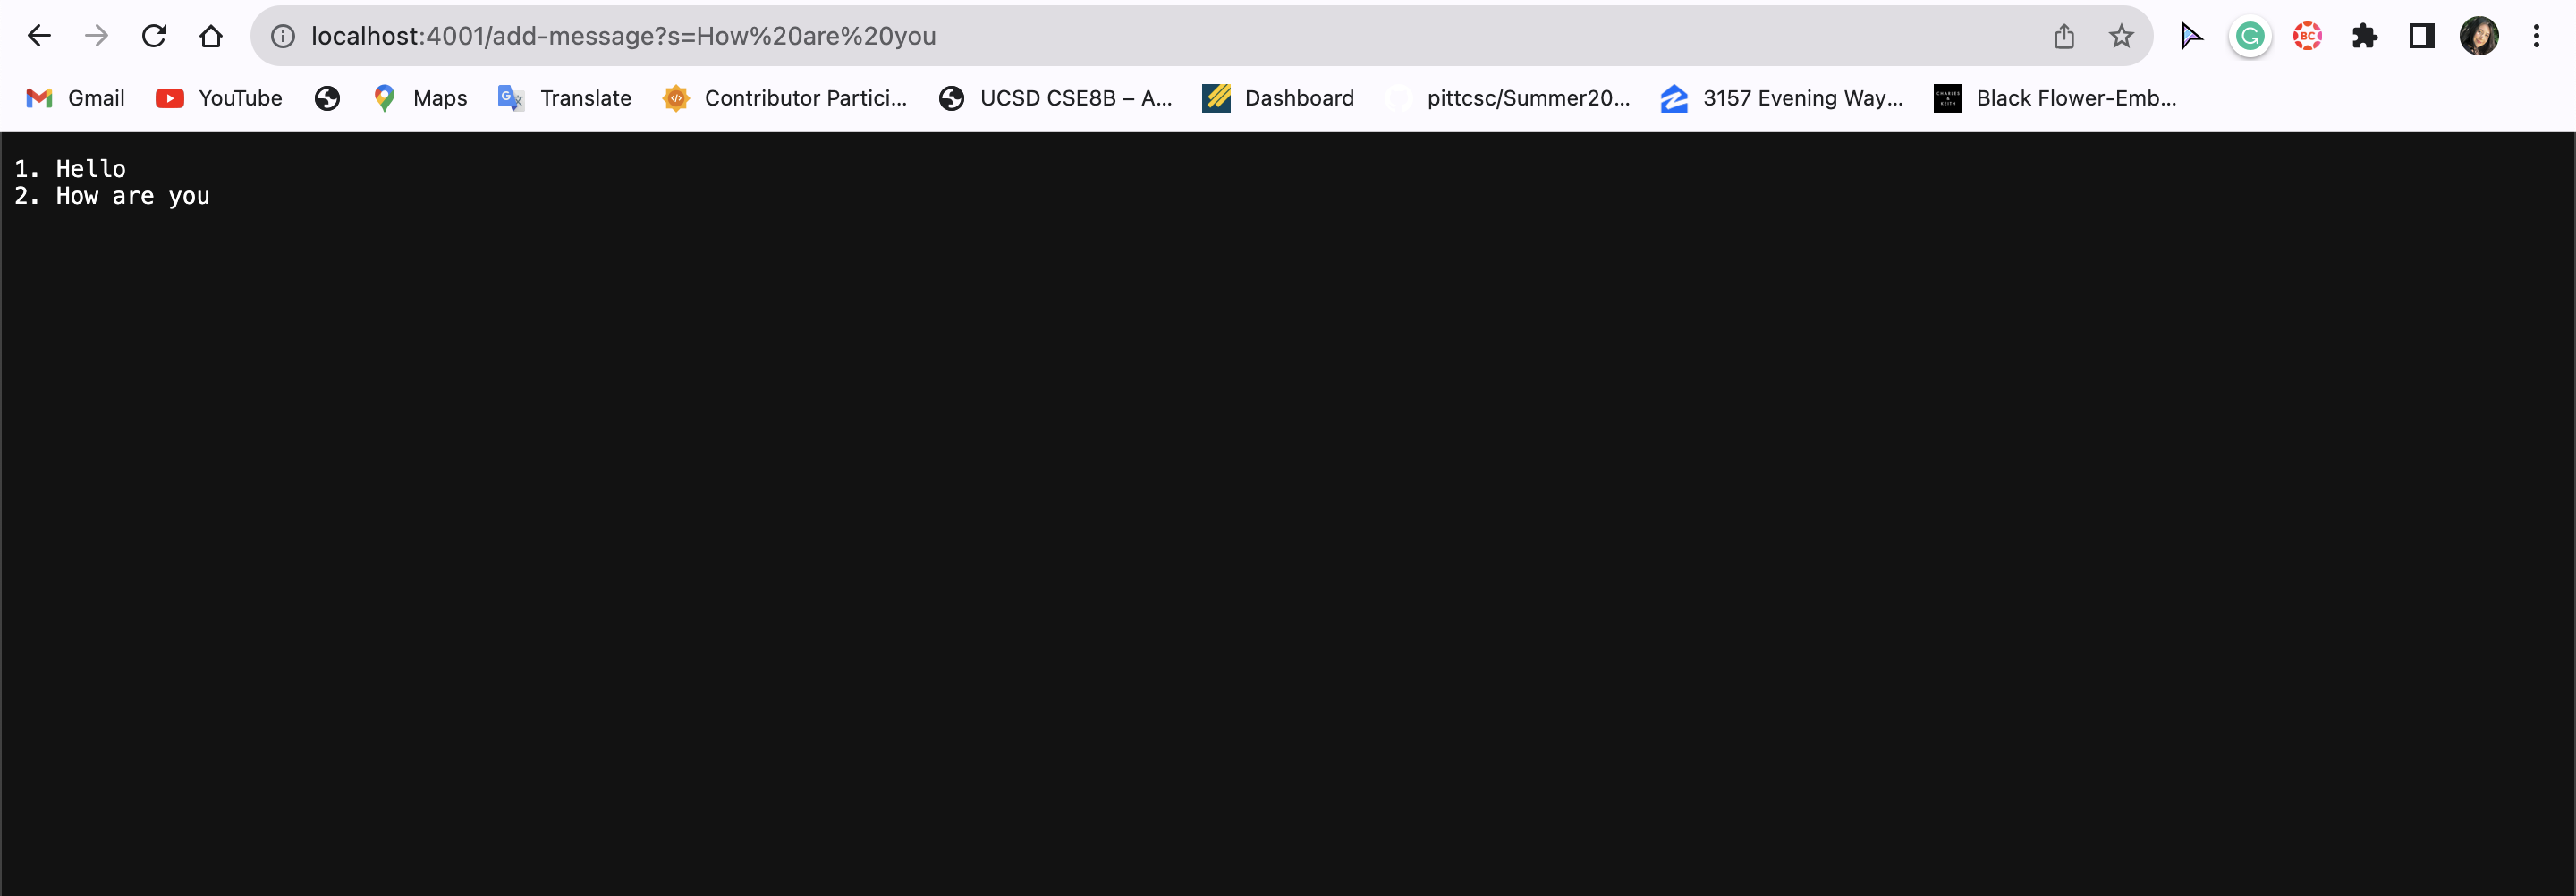 localhost:4001/add-message?s=How%20are%20you
BC
Gmail YouTube Maps Translate Contributor Partici... UCSD CSE8B – A... Dashboard pittcsc/Summer20... 3157 Evening Way... Black Flower-Emb...
1. Hello
2. How are you